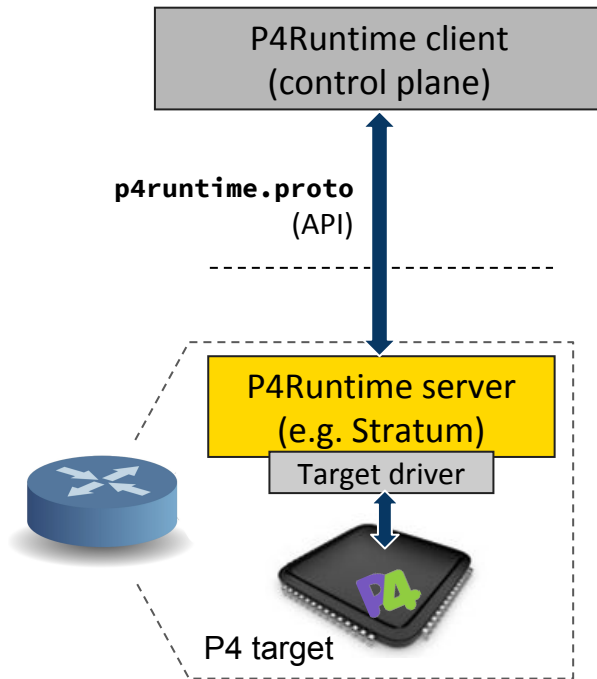 P4Runtime client
(control plane)
p4runtime.proto
(API)
P4Runtime server
(e.g. Stratum)
Target driver
P4
P4 target